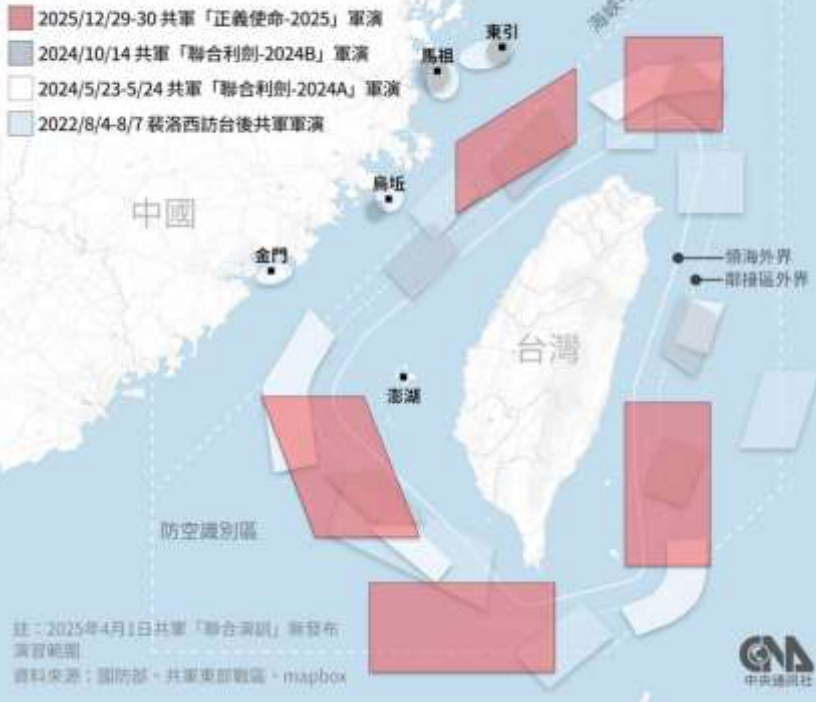 2025/12/29-30 共軍「正義使命-2025」軍演
2024/10/14 共軍「聯合利劍-2024B」軍演
2024/5/23-5/24 共軍「聯合利劍-2024A」軍演
2022/8/4-8/7 裴洛西訪台後共軍軍演
海峽
東引
馬祖
烏坵
中國
金門
領海外界
鄰接區外界
台灣
澎湖
防空識別區
註：2025年4月1日共軍「聯合演訓」無發布
演習範圍
資料來源：國防部、共軍東部戰區、mapbox
CNA
中央通訊社